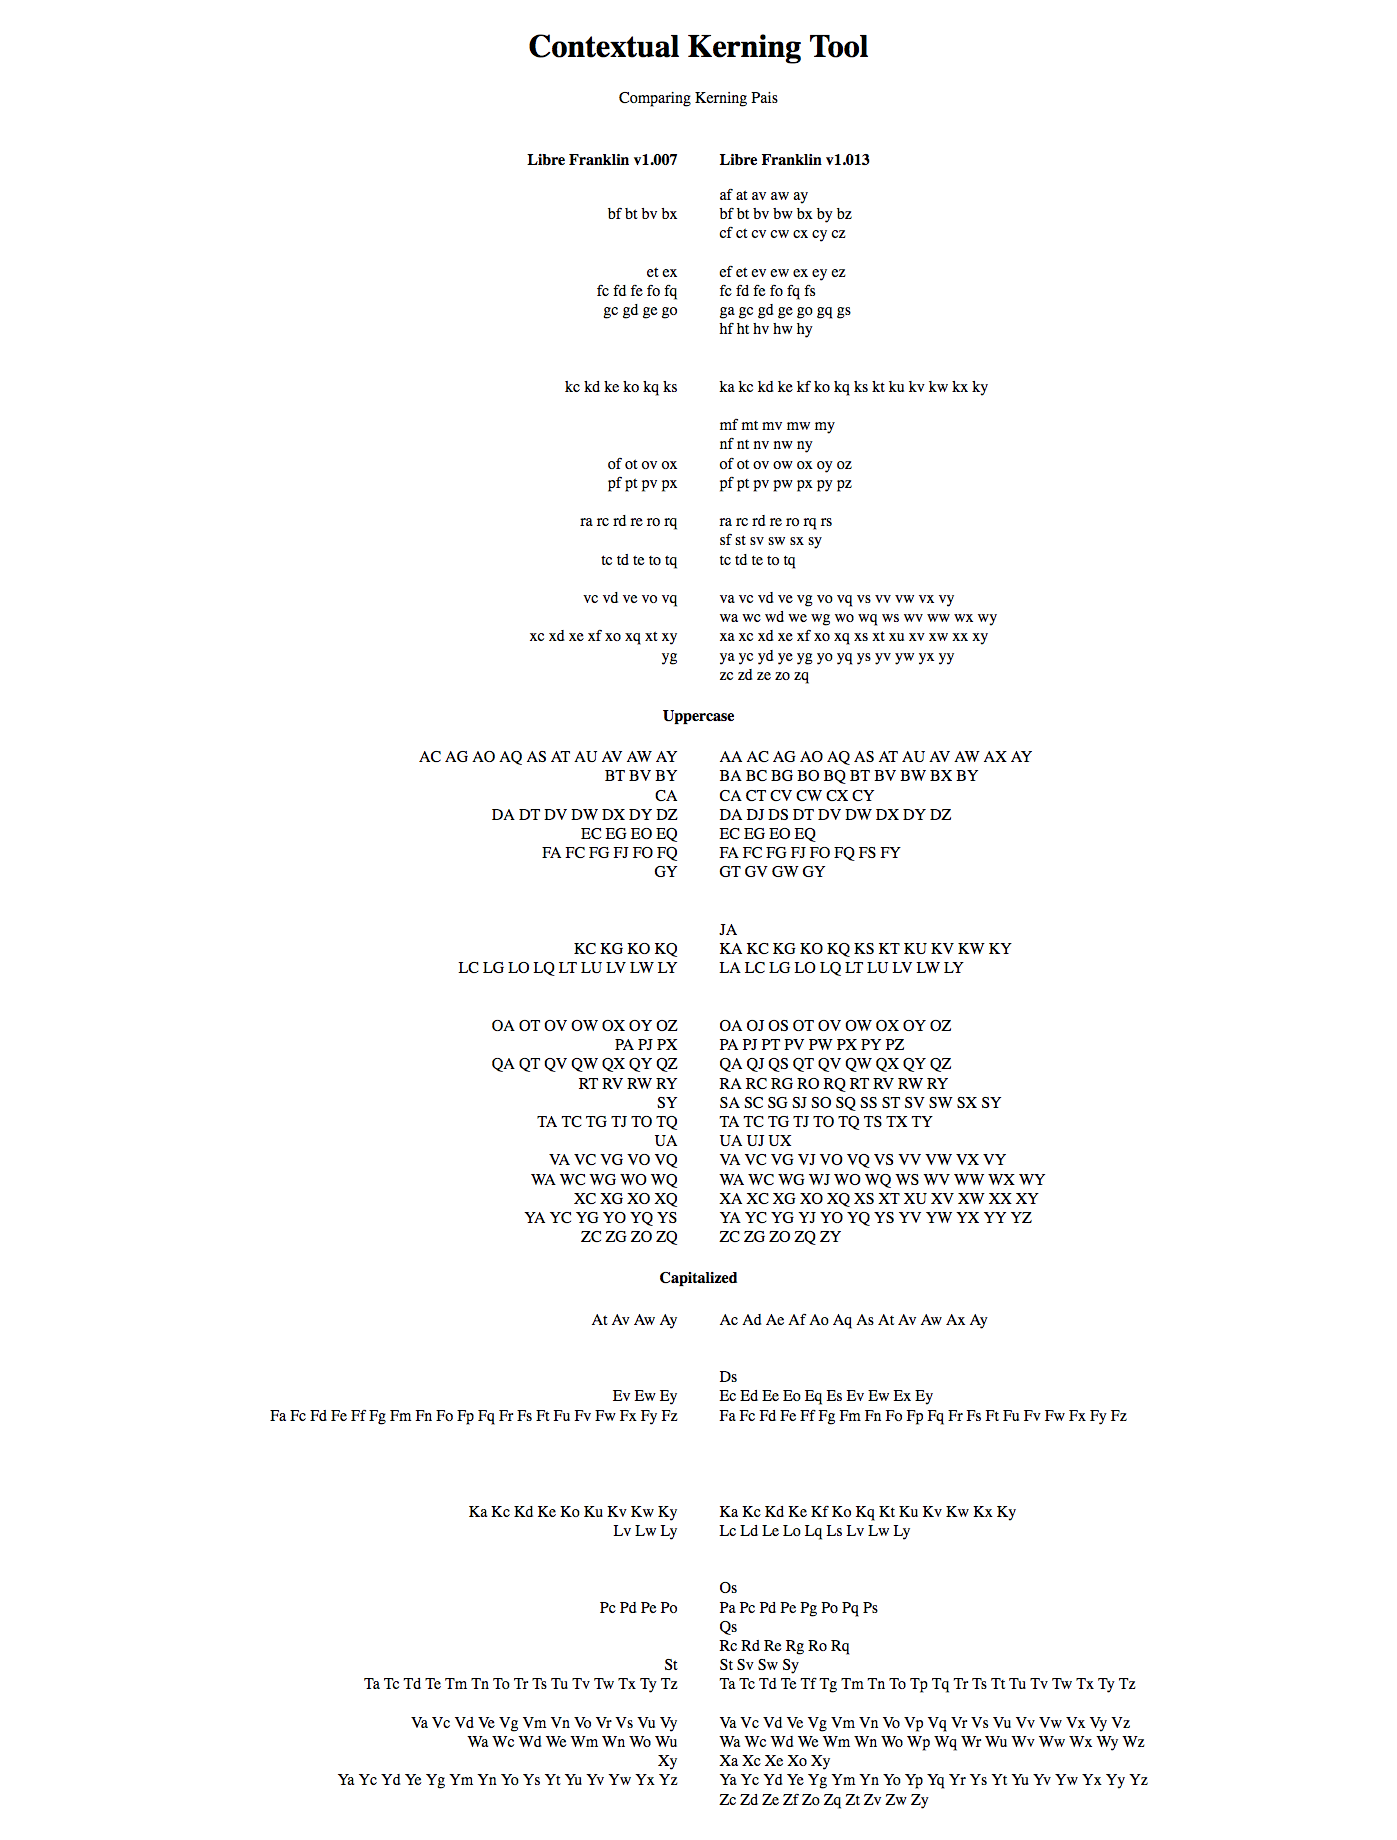 Contextual Kerning Tool
Comparing Kerning Pais
Libre Franklin v1.007 Libre Franklin v1.013
af at av aw ay
bf bt bv bx bf bt bv bw bx by bz
cf ct cv cw cx cy cz
et ex ef et ev ew ex ey ez
fc fd fe fo fq fc fd fe fo fq fs
gc gd ge go ga gc gd ge go gq gs
hf ht hv hw hy
kc kd ke ko kq ks ka kc kd ke kf ko kq ks kt ku kv kw kx ky
mf mt mv mw my
nf nt nv nw ny
of ot ov ox of ot ov ow ox oy oz
pf pt pv px pf pt pv pw px py pz
ra rc rd re ro rq ra rc rd re ro rq rs
sf st sv sw sx sy
tc td te to tq tc td te to tq
vc vd ve vo vq va vc vd ve vg vo vq vs vv vw vx vy
wa wc wd we wg wo wq ws wv ww wx wy
xc xd xe xf xo xq xt xy xa xc xd xe xf xo xq xs xt xu xv xw xx xy
yg ya yc yd ye yg yo yq ys yv yw yx yy
zc zd ze zo zq
Uppercase
AC AG AO AQ AS AT AU AV AW AY AA AC AG AO AQ AS AT AU AV AW AX AY
BT BV BY BA BC BG BO BQ BT BV BW BX BY
CA CA CT CV CW CX CY
DA DT DV DW DX DY DZ DA DJ DS DT DV DW DX DY DZ
EC EG EO EQ EC EG EO EQ
FA FC FG FJ FO FQ FA FC FG FJ FO FQ FS FY
GY GT GV GW GY
JA
KC KG KO KQ KA KC KG KO KQ KS KT KU KV KW KY
LC LG LO LQ LT LU LV LW LY LA LC LG LO LQ LT LU LV LW LY
OA OT OV OW OX OY OZ OA OJ OS OT OV OW OX OY OZ
PA PJ PX PA PJ PT PV PW PX PY PZ
QA QT QV QW QX QY QZ QA QJ QS QT QV QW QX QY QZ
RT RV RW RY RA RC RG RO RQ RT RV RW RY
SY SA SC SG SJ SO SQ SS ST SV SW SX SY
TA TC TG TJ TO TQ TA TC TG TJ TO TQ TS TX TY
UA UA UJ UX
VA VC VG VO VQ VA VC VG VJ VO VQ VS VV VW VX VY
WA WC WG WO WQ WA WC WG WJ WO WQ WS WV WW WX WY
XC XG XO XQ XA XC XG XO XQ XS XT XU XV XW XX XY
YA YC YG YO YQ YS YA YC YG YJ YO YQ YS YV YW YX YY YZ
ZC ZG ZO ZQ ZC ZG ZO ZQ ZY
Capitalized
At Av Aw Ay Ac Ad Ae Af Ao Aq As At Av Aw Ax Ay
Ds
Ev Ew Ey Ec Ed Ee Eo Eq Es Ev Ew Ex Ey
Fa Fc Fd Fe Ff Fg Fm Fn Fo Fp Fq Fr Fs Ft Fu Fv Fw Fx Fy Fz Fa Fc Fd Fe Ff Fg Fm Fn Fo Fp Fq Fr Fs Ft Fu Fv Fw Fx Fy Fz
Ka Kc Kd Ke Ko Ku Kv Kw Ky Ka Kc Kd Ke Kf Ko Kq Kt Ku Kv Kw Kx Ky
Lv Lw Ly Lc Ld Le Lo Lq Ls Lv Lw Ly
Os
Pc Pd Pe Po Pa Pc Pd Pe Pg Po Pq Ps
Qs
Rc Rd Re Rg Ro Rq
St St Sv Sw Sy
Ta Tc Td Te Tm Tn To Tr Ts Tu Tv Tw Tx Ty Tz Ta Tc Td Te Tf Tg Tm Tn To Tp Tq Tr Ts Tt Tu Tv Tw Tx Ty Tz
Va Vc Vd Ve Vg Vm Vn Vo Vr Vs Vu Vy Va Vc Vd Ve Vg Vm Vn Vo Vp Vq Vr Vs Vu Vv Vw Vx Vy Vz
Wa Wc Wd We Wm Wn Wo Wu Wa Wc Wd We Wm Wn Wo Wp Wq Wr Wu Wv Ww Wx Wy Wz
Xy Xa Xc Xe Xo Xy
Ya Yc Yd Ye Yg Ym Yn Yo Ys Yt Yu Yv Yw Yx Yz Ya Yc Yd Ye Yg Ym Yn Yo Yp Yq Yr Ys Yt Yu Yv Yw Yx Yy Yz
Zc Zd Ze Zf Zo Zq Zt Zv Zw Zy